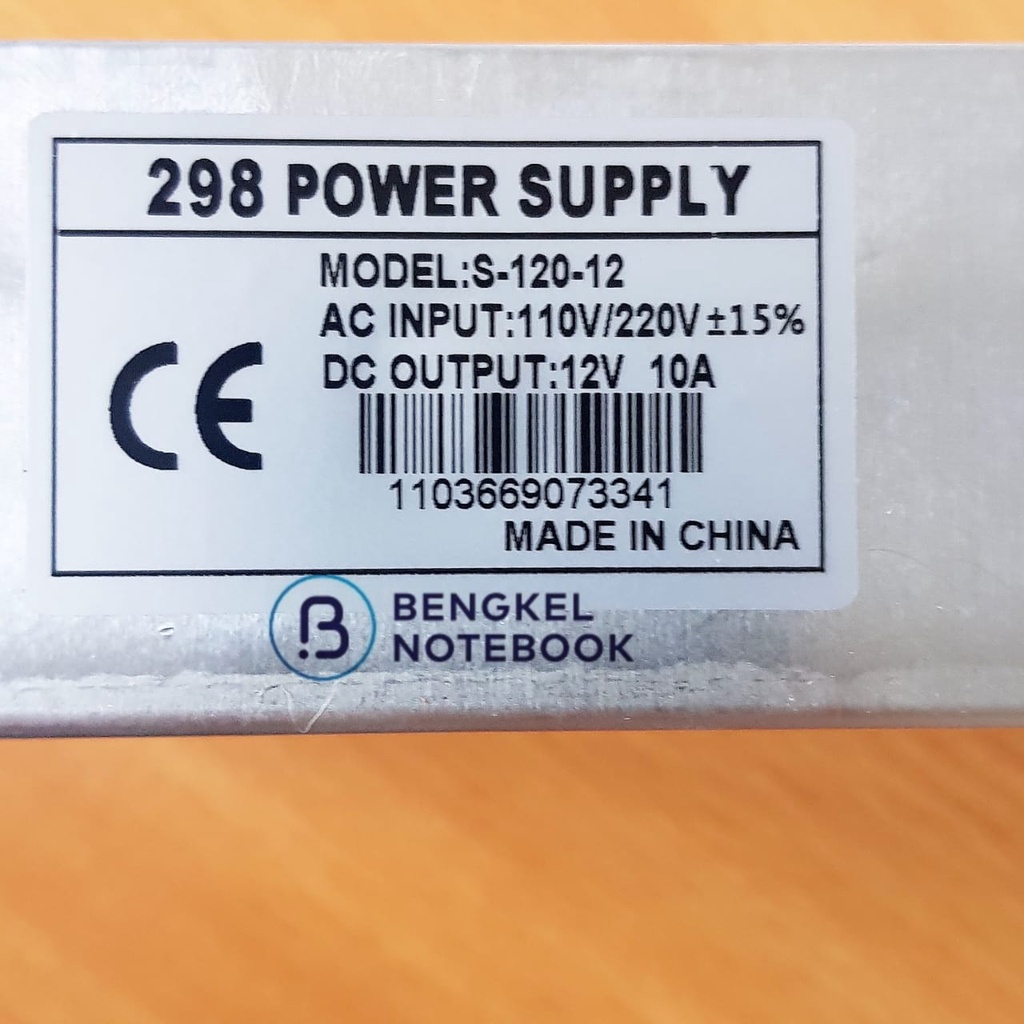 298 POWER SUPPLY
MODEL:S-120-12
AC INPUT:110V/220V±15%
DC OUTPUT:12V 10A
CE
1103669073341
MADE IN CHINA
BENGKEL
NOTEBOOK